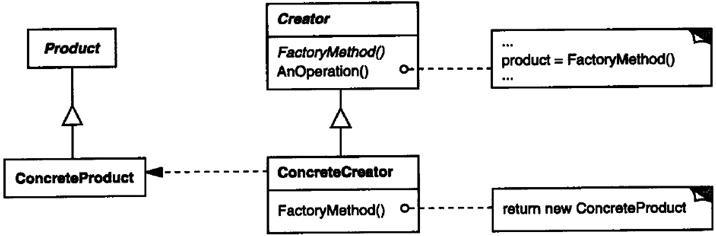 Product
ConcreteProduct
Creator
FactoryMethod()
AnOperation()
...
product = FactoryMethod()
...
ConcreteCreator
FactoryMethod()
return new ConcreteProduct